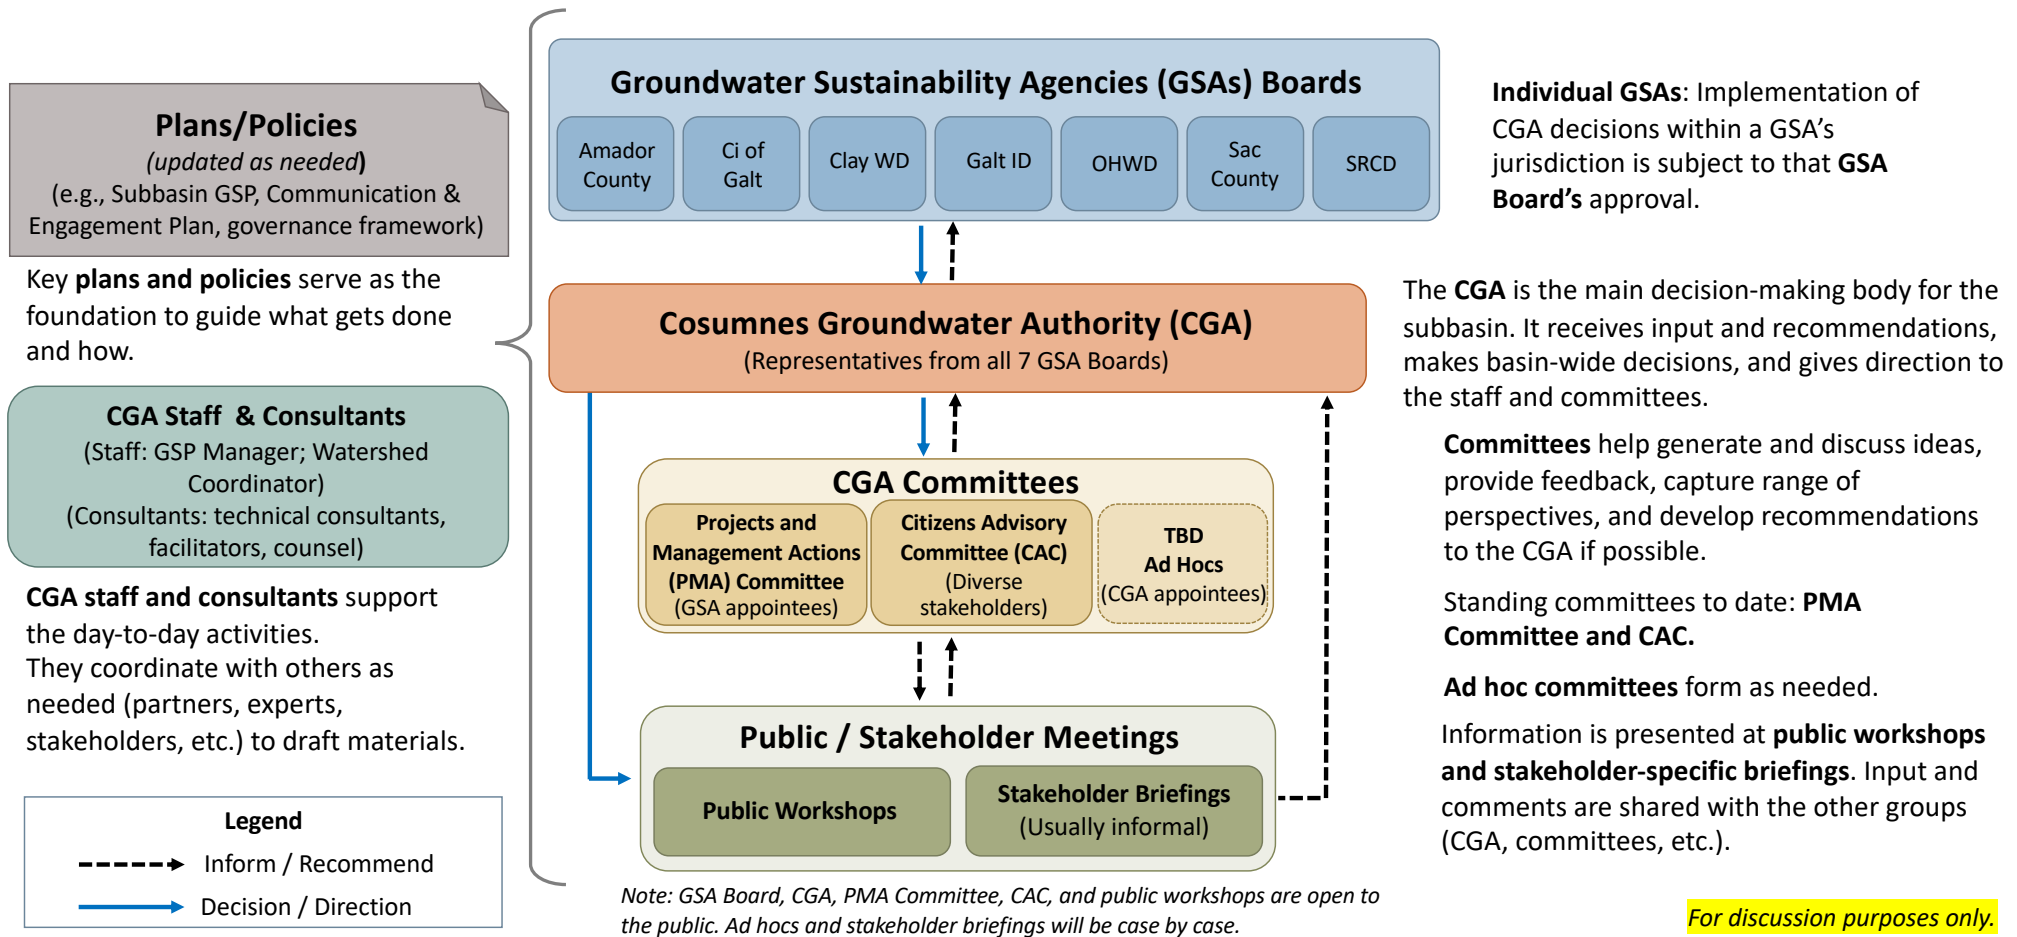 Plans/Policies
(updated as needed)
(e.g., Subbasin GSP, Communication &
Engagement Plan, governance framework)
Key plans and policies serve as the
foundation to guide what gets done
and how.
CGA Staff & Consultants
(Staff: GSP Manager; Watershed
Coordinator)
(Consultants: technical consultants,
facilitators, counsel)
CGA staff and consultants support
the day-to-day activities.
They coordinate with others as
needed (partners, experts,
stakeholders, etc.) to draft materials.
Legend
Inform / Recommend
Decision / Direction
Groundwater Sustainability Agencies (GSAs) Boards
Amador
County
Ci of
Galt
Clay WD
Galt ID
OHWD
Sac
County
SRCD
Cosumnes Groundwater Authority (CGA)
(Representatives from all 7 GSA Boards)
CGA Committees
Projects and
Management Actions
(PMA) Committee
(GSA appointees)
Citizens Advisory
Committee (CAC)
(Diverse
stakeholders)
TBD
Ad Hocs
(CGA appointees)
Public / Stakeholder Meetings
Public Workshops
Stakeholder Briefings
(Usually informal)
Note: GSA Board, CGA, PMA Committee, CAC, and public workshops are open to
the public. Ad hocs and stakeholder briefings will be case by case.
Individual GSAs: Implementation of
CGA decisions within a GSA's
jurisdiction is subject to that GSA
Board's approval.
The CGA is the main decision-making body for the
subbasin. It receives input and recommendations,
makes basin-wide decisions, and gives direction to
the staff and committees.
Committees help generate and discuss ideas,
provide feedback, capture range of
perspectives, and develop recommendations
to the CGA if possible.
Standing committees to date: PMA
Committee and CAC.
Ad hoc committees form as needed.
Information is presented at public workshops
and stakeholder-specific briefings. Input and
comments are shared with the other groups
(CGA, committees, etc.).
For discussion purposes only.